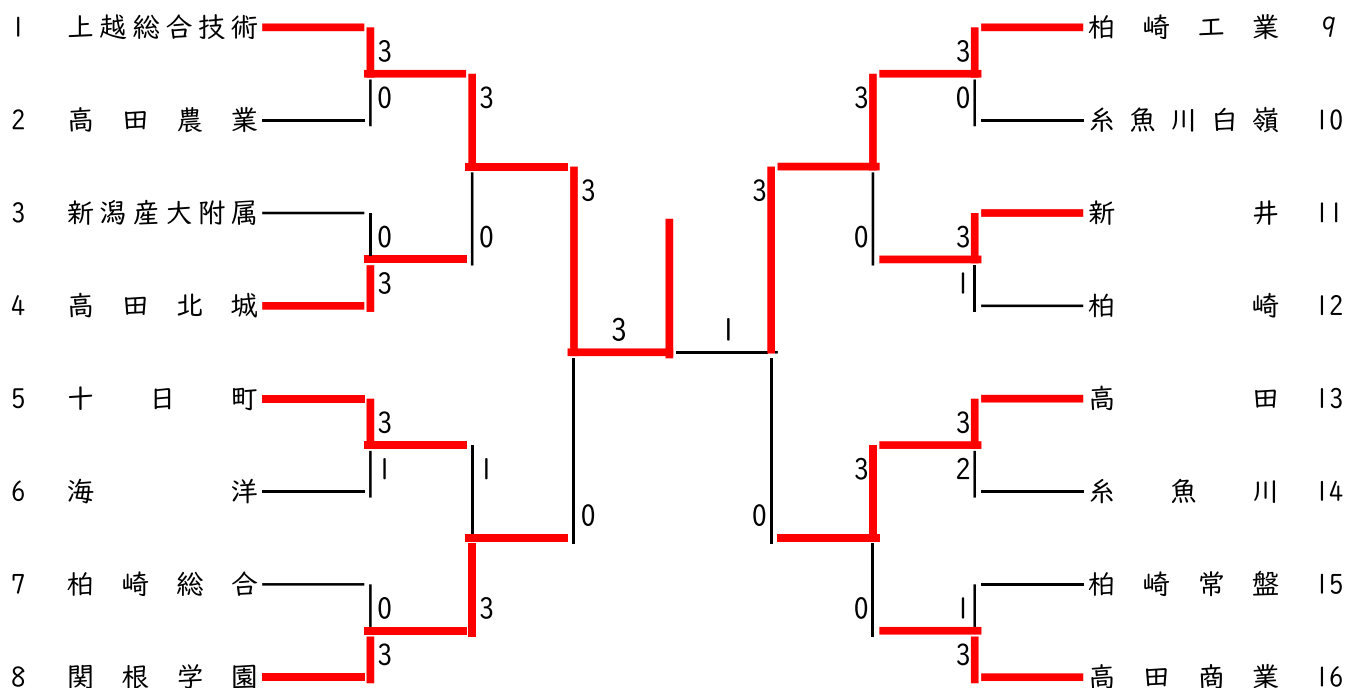 1 上越総合技術
3
0
2 高田農業
3
3 新潟産大附属
0
3
4 高田北城
0
3
5 十日町
3
1
6 海洋
1
7 柏崎総合
0
3
8 関根学園
3
0
3
1
柏崎工業 9
3
0
糸魚川白嶺 10
3
新井 11
3
1
柏崎 12
0
3
高田 13
3
2
糸魚川 14
3
柏崎常盤 15
1
3
高田商業 16
0
0